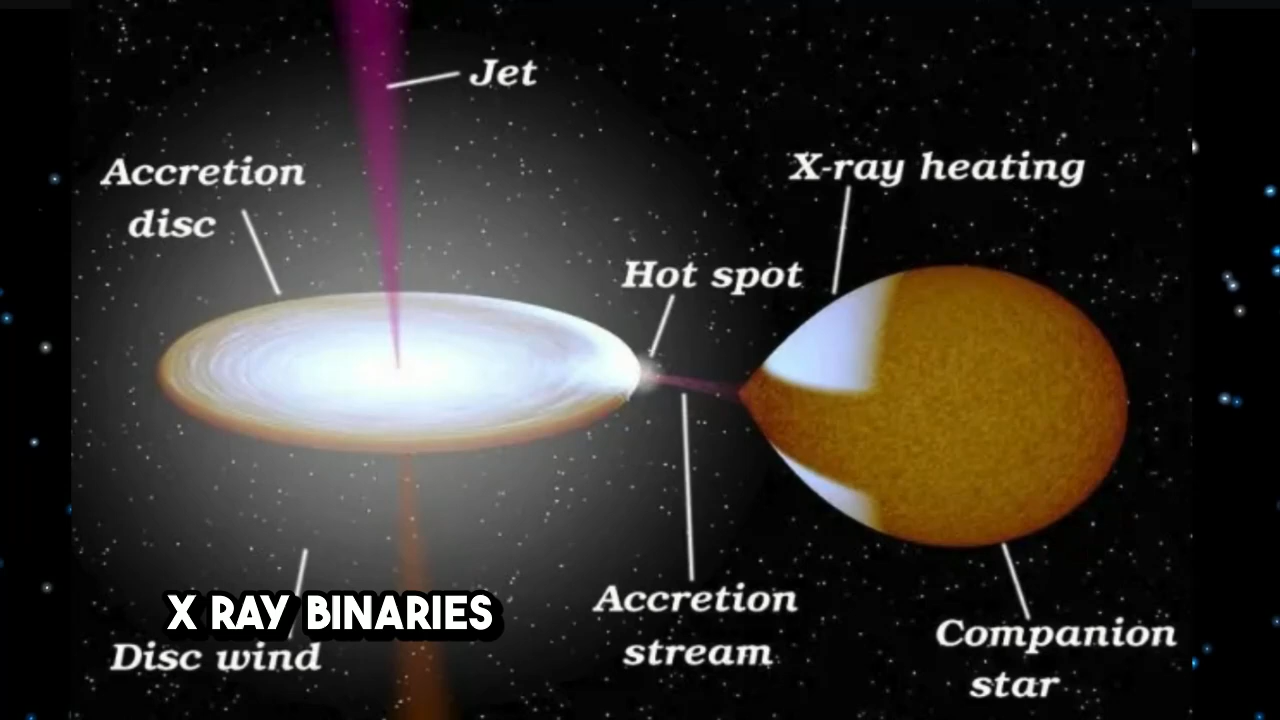 Jet
Accretion
disc
X-ray heating
Hot spot
X RAY BINARIES
Disc wind
Accretion
stream
Companion
star